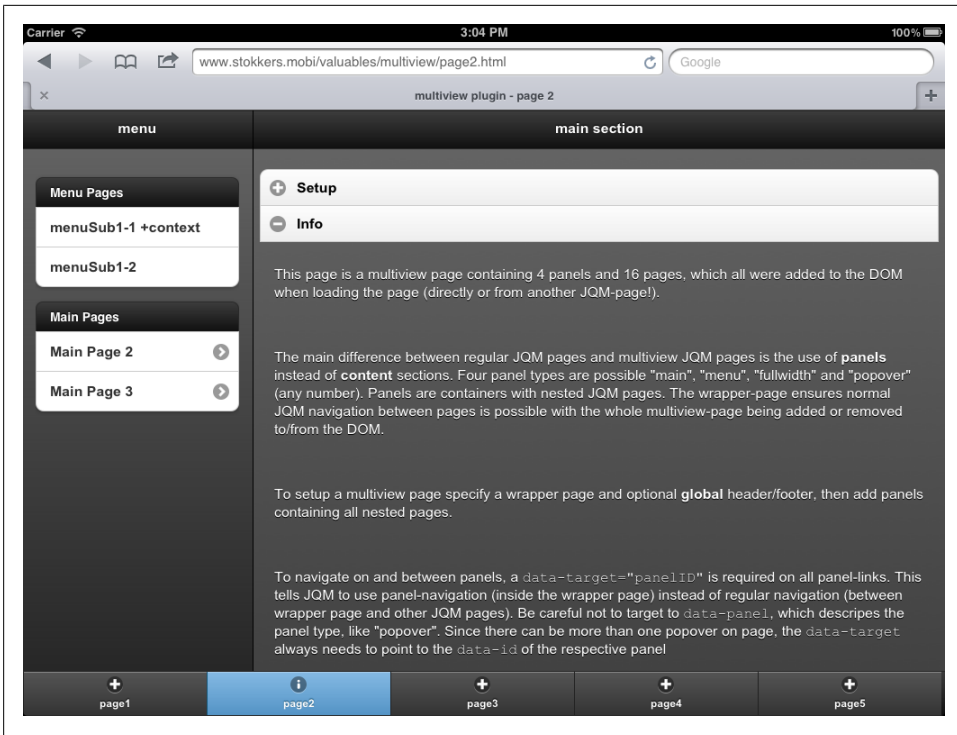 Carrier 3:04 PM 100%
www.stokkers.mobi/valuables/multiview/page2.html Google
multiview plugin - page 2
menu main section
Menu Pages
menuSub1-1 +context
menuSub1-2
Main Pages
Main Page 2
Main Page 3
Setup
Info
This page is a multiview page containing 4 panels and 16 pages, which all were added to the DOM
when loading the page (directly or from another JQM-page!).
The main difference between regular JQM pages and multiview JQM pages is the use of panels
instead of content sections. Four panel types are possible "main", "menu", "fullwidth" and "popover"
(any number). Panels are containers with nested JQM pages. The wrapper-page ensures normal
JQM navigation between pages is possible with the whole multiview-page being added or removed
to/from the DOM.
To setup a multiview page specify a wrapper page and optional global header/footer, then add panels
containing all nested pages.
To navigate on and between panels, a data-target="panelID" is required on all panel-links. This
tells JQM to use panel-navigation (inside the wrapper page) instead of regular navigation (between
wrapper page and other JQM pages). Be careful not to target to data-panel, which descripes the
panel type, like "popover". Since there can be more than one popover on page, the data-target
always needs to point to the data-id of the respective panel
page1 page2 page3 page4 page5